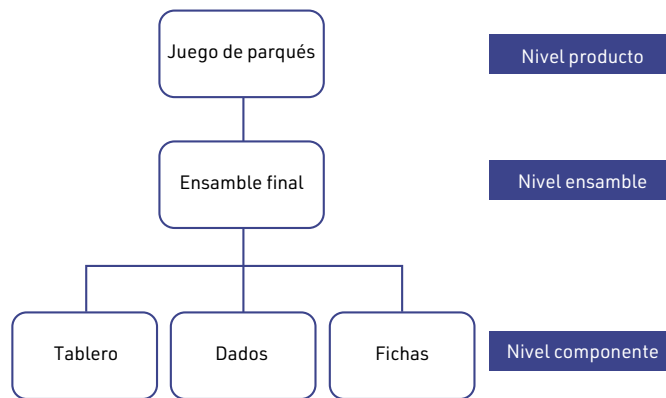 Juego de parqués
Nivel producto
Ensamble final
Nivel ensamble
Tablero
Dados
Fichas
Nivel componente